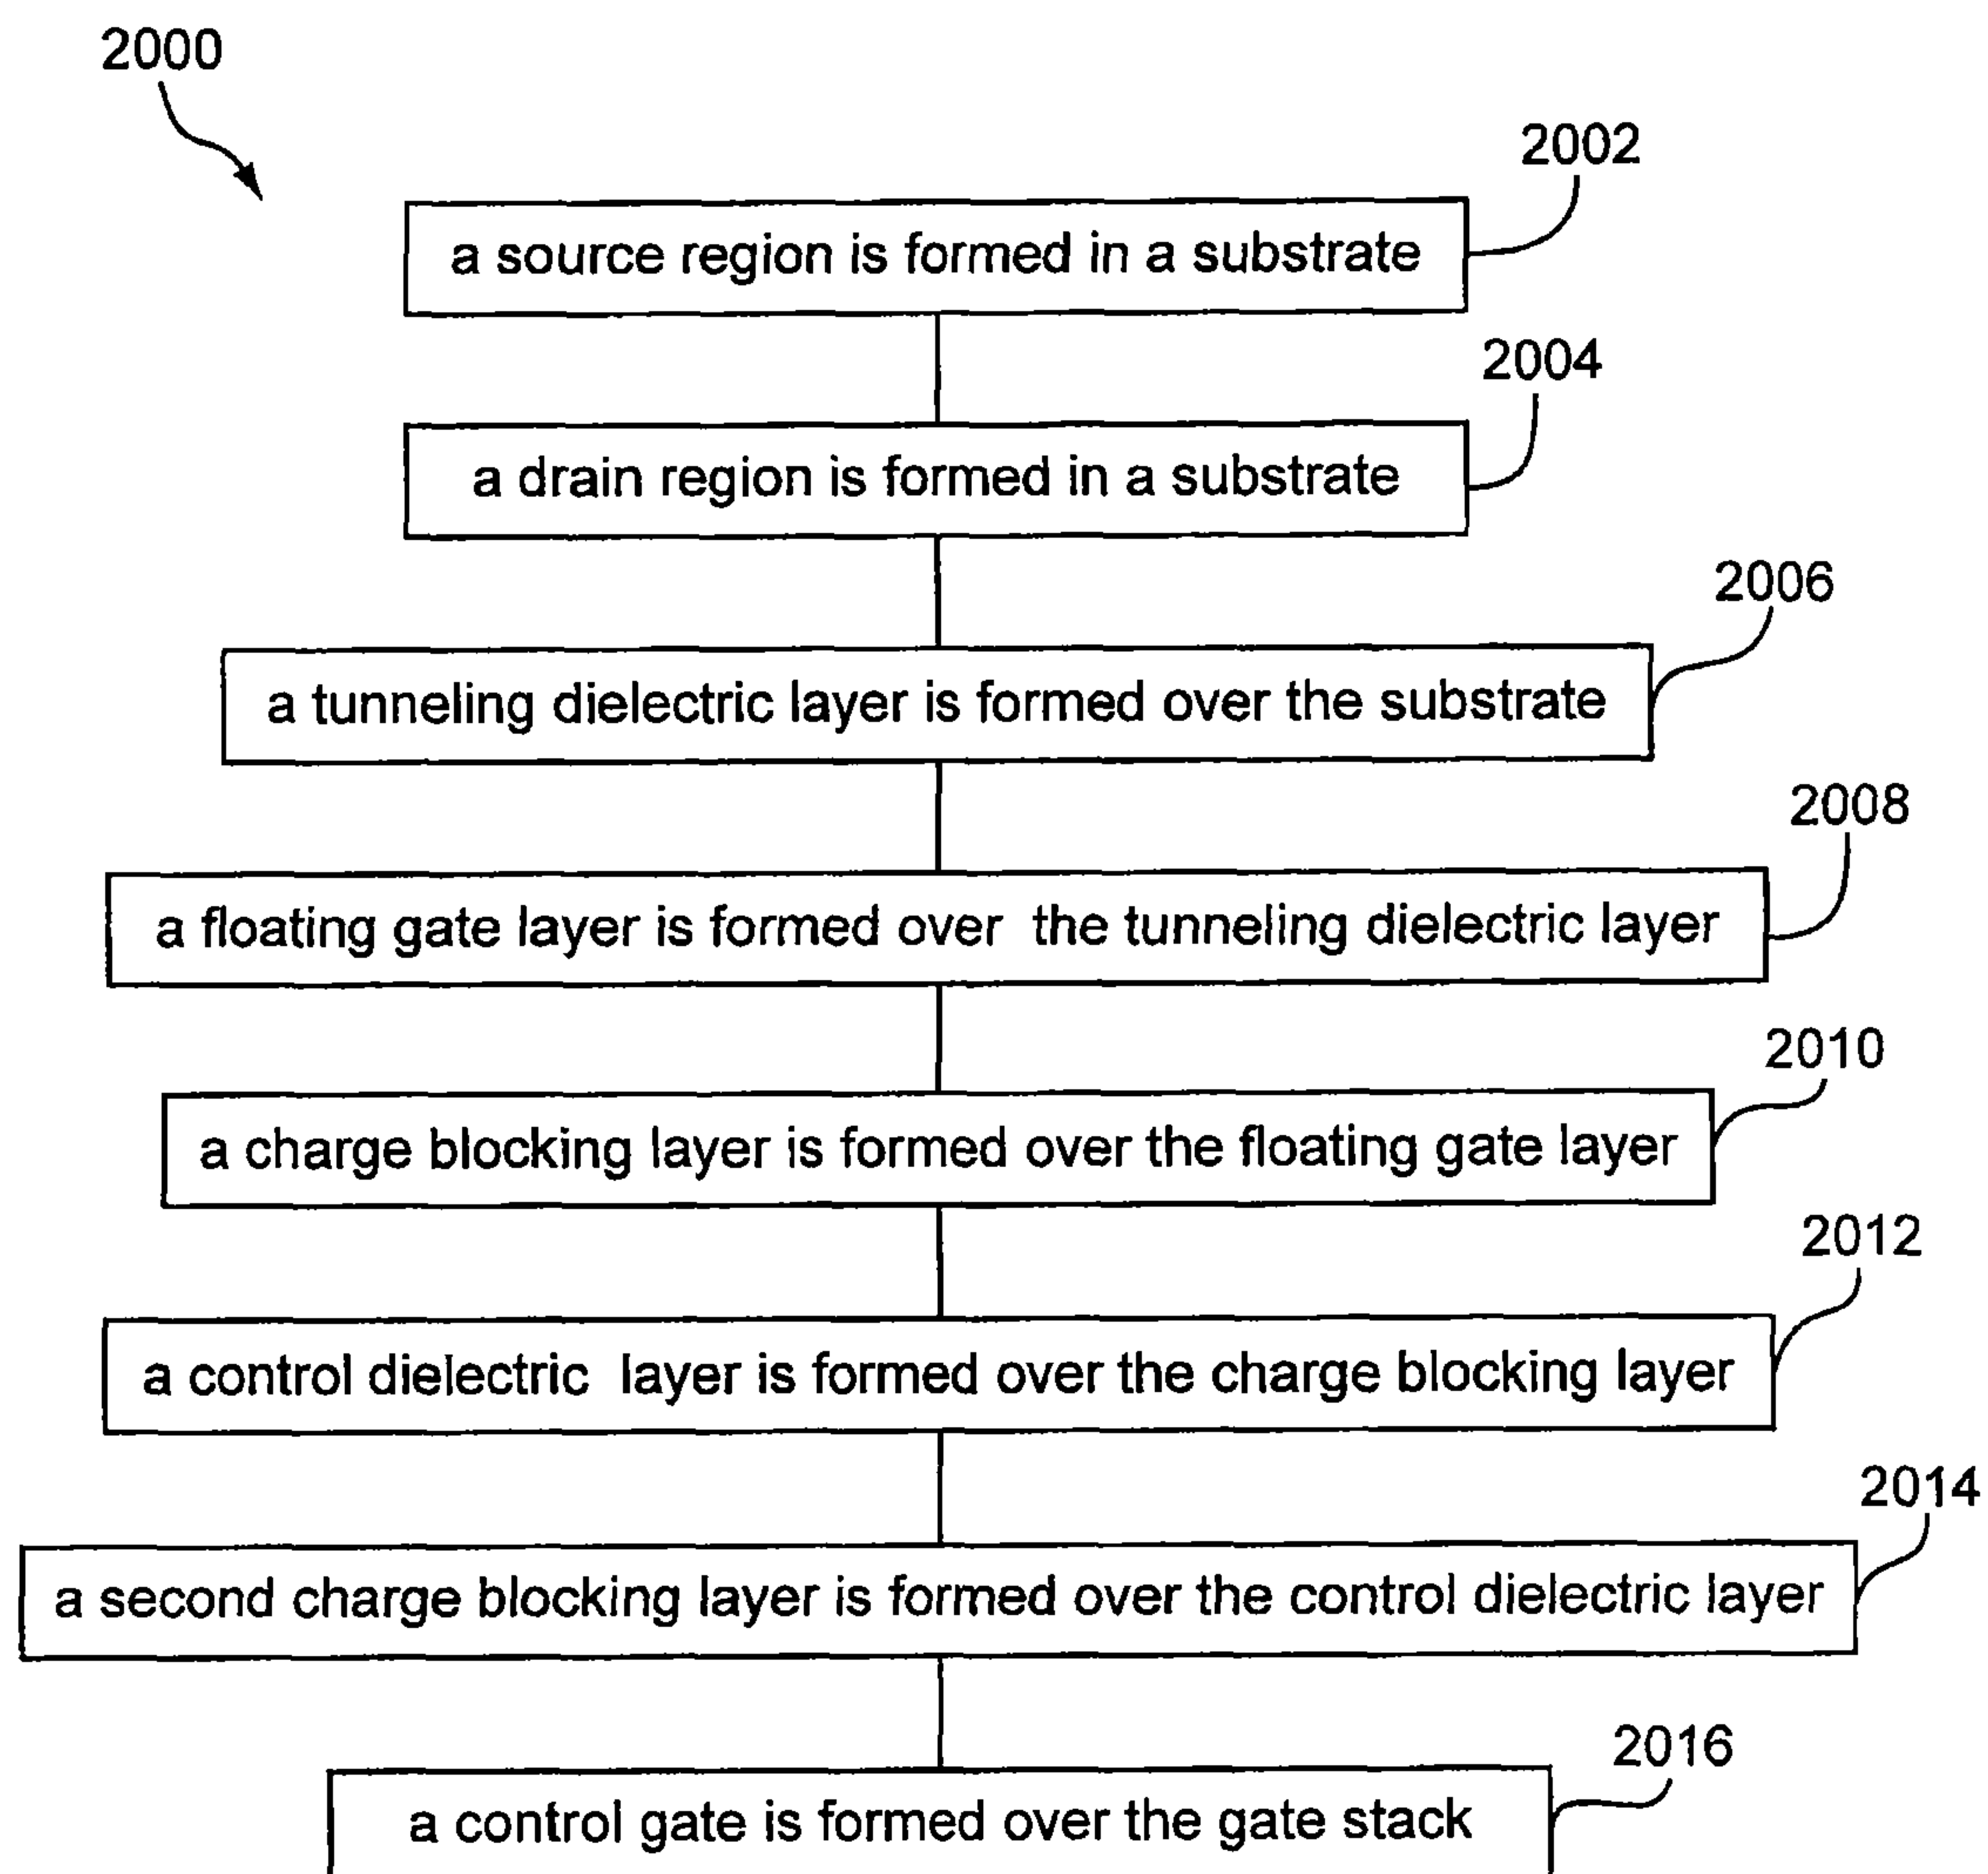 2000
2002
a source region is formed in a substrate
2004
a drain region is formed in a substrate
2006
a tunneling dielectric layer is formed over the substrate
2008
a floating gate layer is formed over the tunneling dielectric layer
2010
a charge blocking layer is formed over the floating gate layer
2012
a control dielectric layer is formed over the charge blocking layer
2014
a second charge blocking layer is formed over the control dielectric layer
2016
a control gate is formed over the gate stack